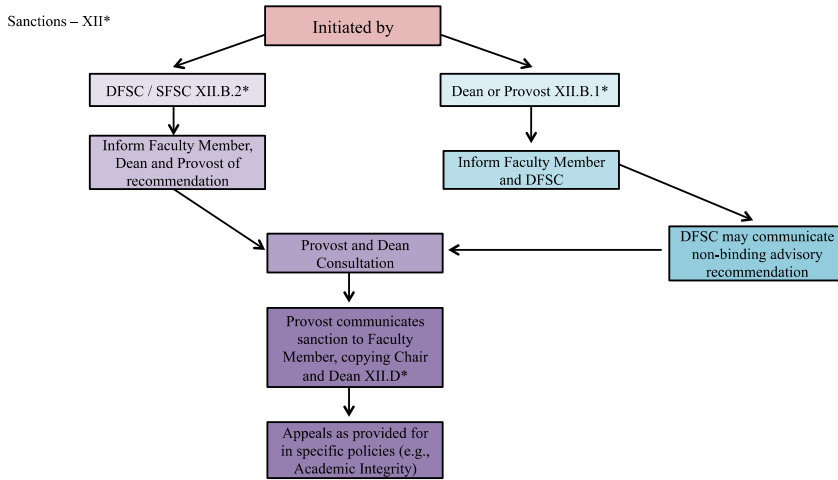 Sanctions – XII*
Initiated by
DFSC / SFSC XII.B.2*
Dean or Provost XII.B.1*
Inform Faculty Member,
Dean and Provost of
recommendation
Inform Faculty Member
and DFSC
DFSC may communicate
non-binding advisory
recommendation
Provost and Dean
Consultation
Provost communicates
sanction to Faculty
Member, copying Chair
and Dean XII.D*
Appeals as provided for
in specific policies (e.g.,
Academic Integrity)